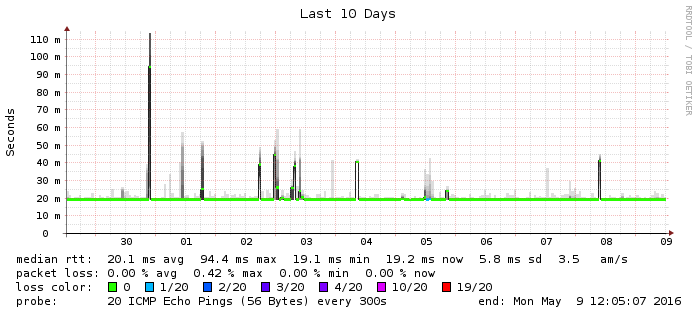 Last 10 Days
RRDTOOL / TOBI OETIKER
Seconds
110 m
100 m
90 m
80 m
70 m
60 m
50 m
40 m
30 m
20 m
10 m
0
30 01 02 03 04 05 06 07 08 09
median rtt: 20.1 ms avg 94.4 ms max 19.1 ms min 19.2 ms now 5.8 ms sd 3.5 am/s
packet loss: 0.00 % avg 0.42 % max 0.00 % min 0.00 % now
loss color: 0 1/20 2/20 3/20 4/20 10/20 19/20
probe: 20 ICMP Echo Pings (56 Bytes) every 300s end: Mon May 9 12:05:07 2016